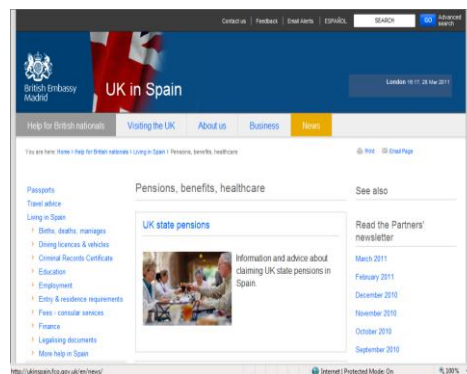 Contact us | Feedback | Email Alerts | ESPAÑOL SEARCH GO Advanced search
British Embassy
Madrid
UK in Spain
London 16:17, 28 Mar 2011
Help for British nationals Visiting the UK About us Business News
You are here: Home > Help for British nationals > Living in Spain > Pensions, benefits, healthcare
Print Email Page
Passports
Travel advice
Living in Spain
Births, deaths, marriages
Driving licences & vehicles
Criminal Records Certificate
Education
Employment
Entry & residence requirements
Fees - consular services
Finance
Legalising documents
More help in Spain
Pensions, benefits, healthcare
UK state pensions
Information and advice about
claiming UK state pensions in
Spain.
See also
Read the Partners'
newsletter
March 2011
February 2011
December 2010
November 2010
October 2010
September 2010
http://ukinspain.fco.gov.uk/en/news/ Internet | Protected Mode: On 100%